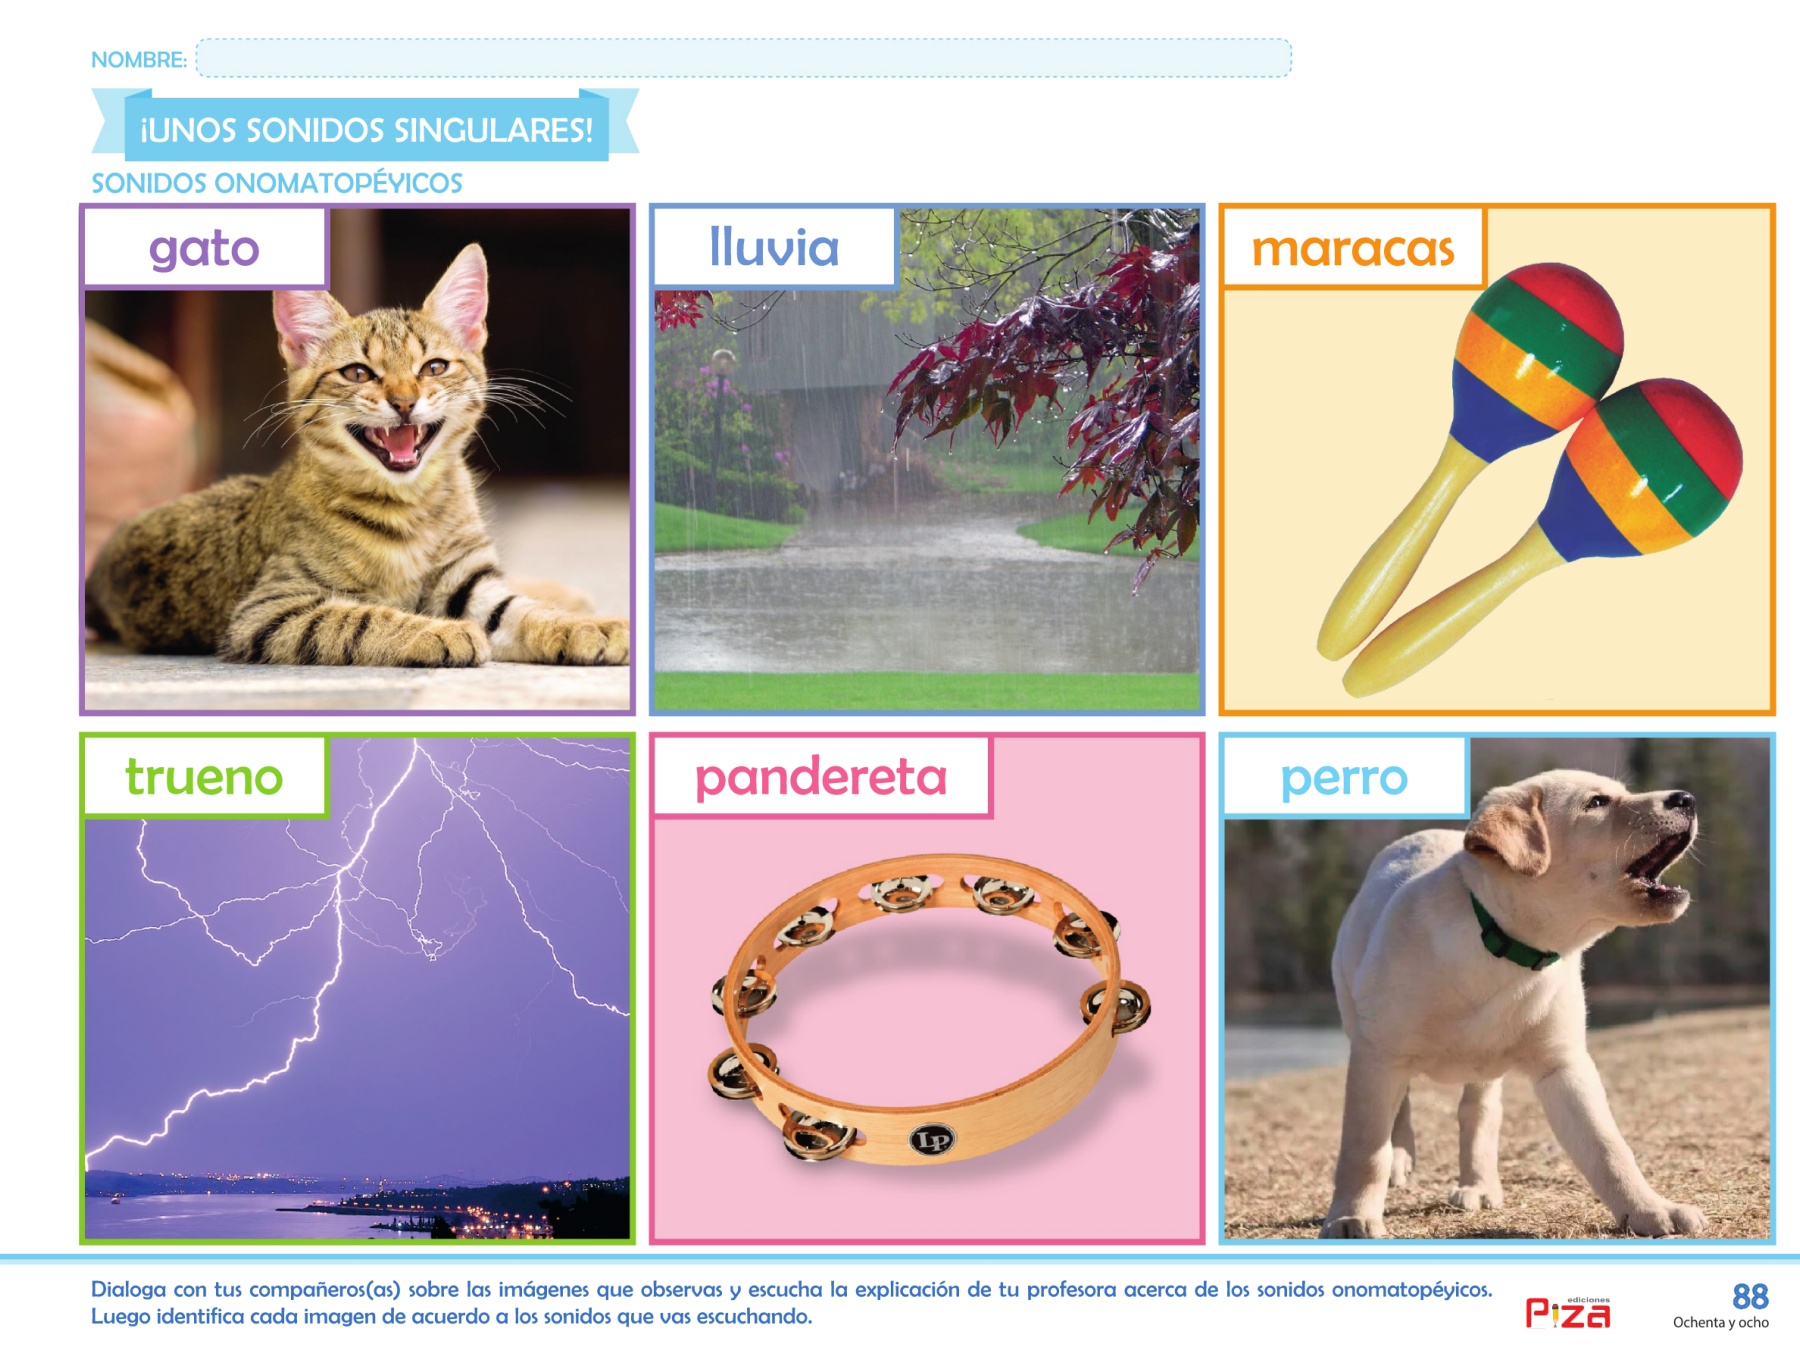 NOMBRE:
¡UNOS SONIDOS SINGULARES!
SONIDOS ONOMATOPÉYICOS
gato
lluvia
maracas
trueno
pandereta
perro
LP
Dialoga con tus compañeros(as) sobre las imágenes que observas y escucha la explicación de tu profesora acerca de los sonidos onomatopéyicos.
Luego identifica cada imagen de acuerdo a los sonidos que vas escuchando.
ediciones
Piza
88
Ochenta y ocho